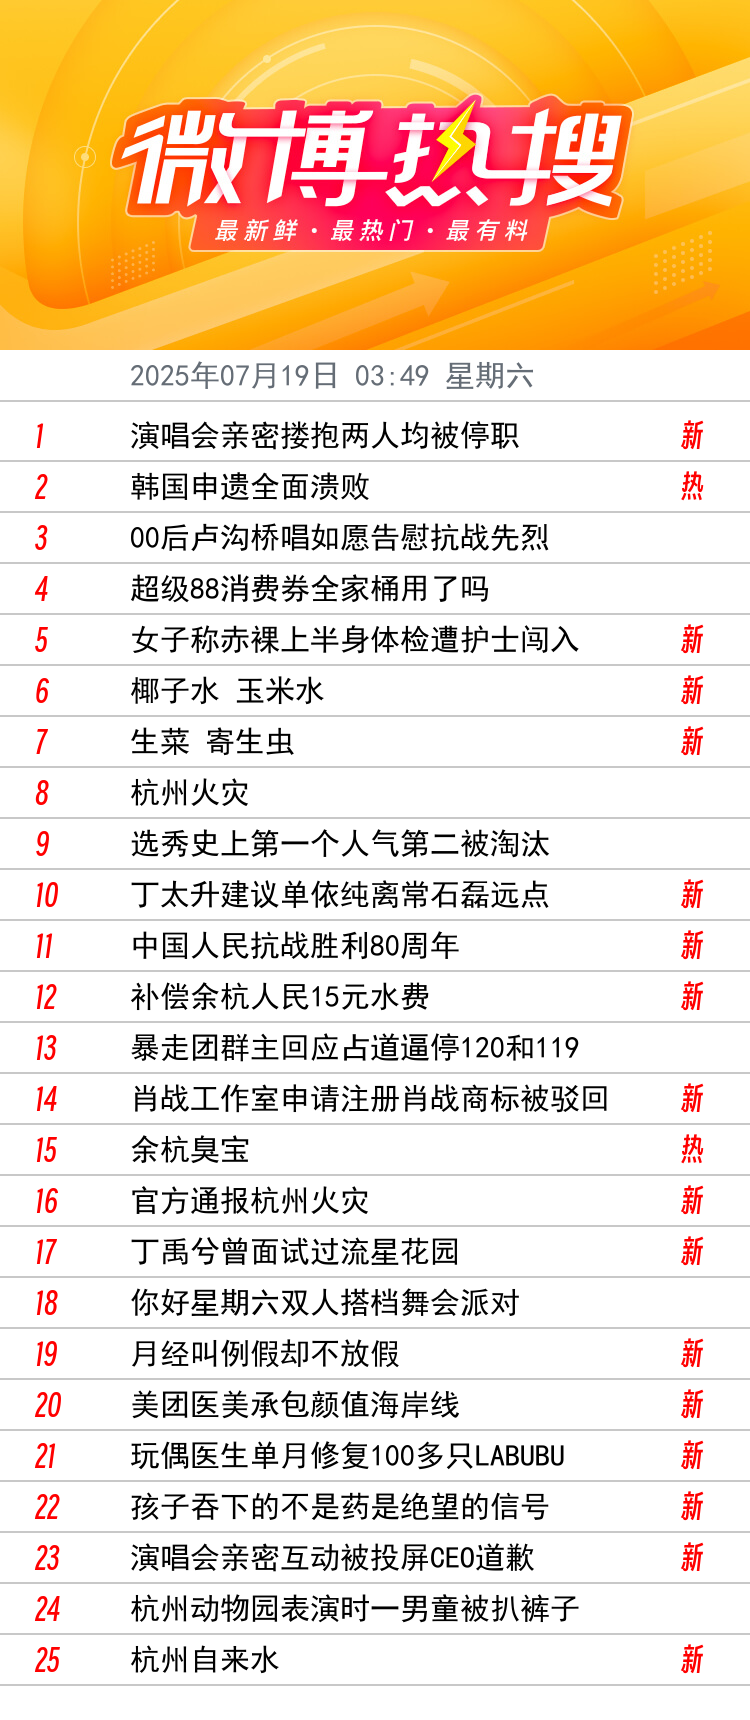 微博热搜
最新鲜·最热门·最有料
2025年07月19日 03:49 星期六
1 演唱会亲密搂抱两人均被停职 新
2 韩国申遗全面溃败 热
3 00后卢沟桥唱如愿告慰抗战先烈
4 超级88消费券全家桶用了吗
5 女子称赤裸上半身体检遭护士闯入 新
6 椰子水 玉米水 新
7 生菜 寄生虫 新
8 杭州火灾
9 选秀史上第一个人气第二被淘汰
10 丁太升建议单依纯离常石磊远点 新
11 中国人民抗战胜利80周年 新
12 补偿余杭人民15元水费 新
13 暴走团群主回应占道逼停120和119
14 肖战工作室申请注册肖战商标被驳回 新
15 余杭臭宝 热
16 官方通报杭州火灾 新
17 丁禹兮曾面试过流星花园 新
18 你好星期六双人搭档舞会派对
19 月经叫例假却不放假 新
20 美团医美承包颜值海岸线 新
21 玩偶医生单月修复100多只LABUBU 新
22 孩子吞下的不是药是绝望的信号 新
23 演唱会亲密互动被投屏CEO道歉 新
24 杭州动物园表演时一男童被扒裤子
25 杭州自来水 新